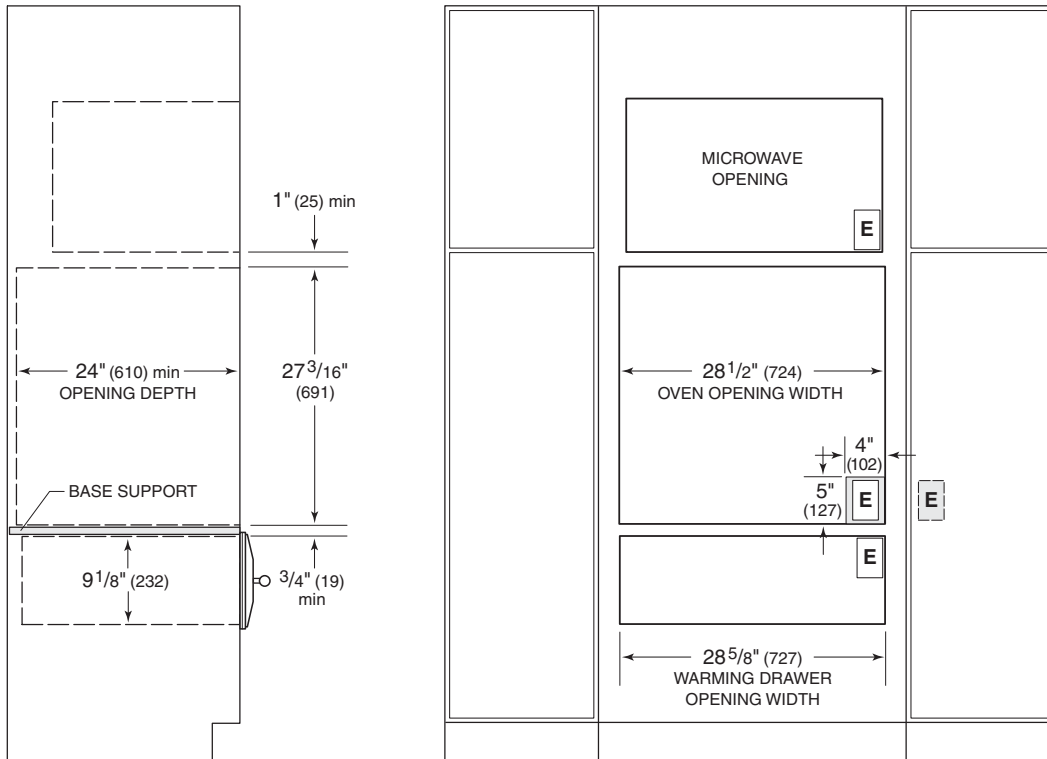 1" (25) min
24" (610) min
OPENING DEPTH
27 3/16"
(691)
BASE SUPPORT
9 1/8" (232)
3/4" (19)
min
MICROWAVE
OPENING
E
28 1/2" (724)
OVEN OPENING WIDTH
4"
(102)
5"
(127)
E
E
E
28 5/8" (727)
WARMING DRAWER
OPENING WIDTH